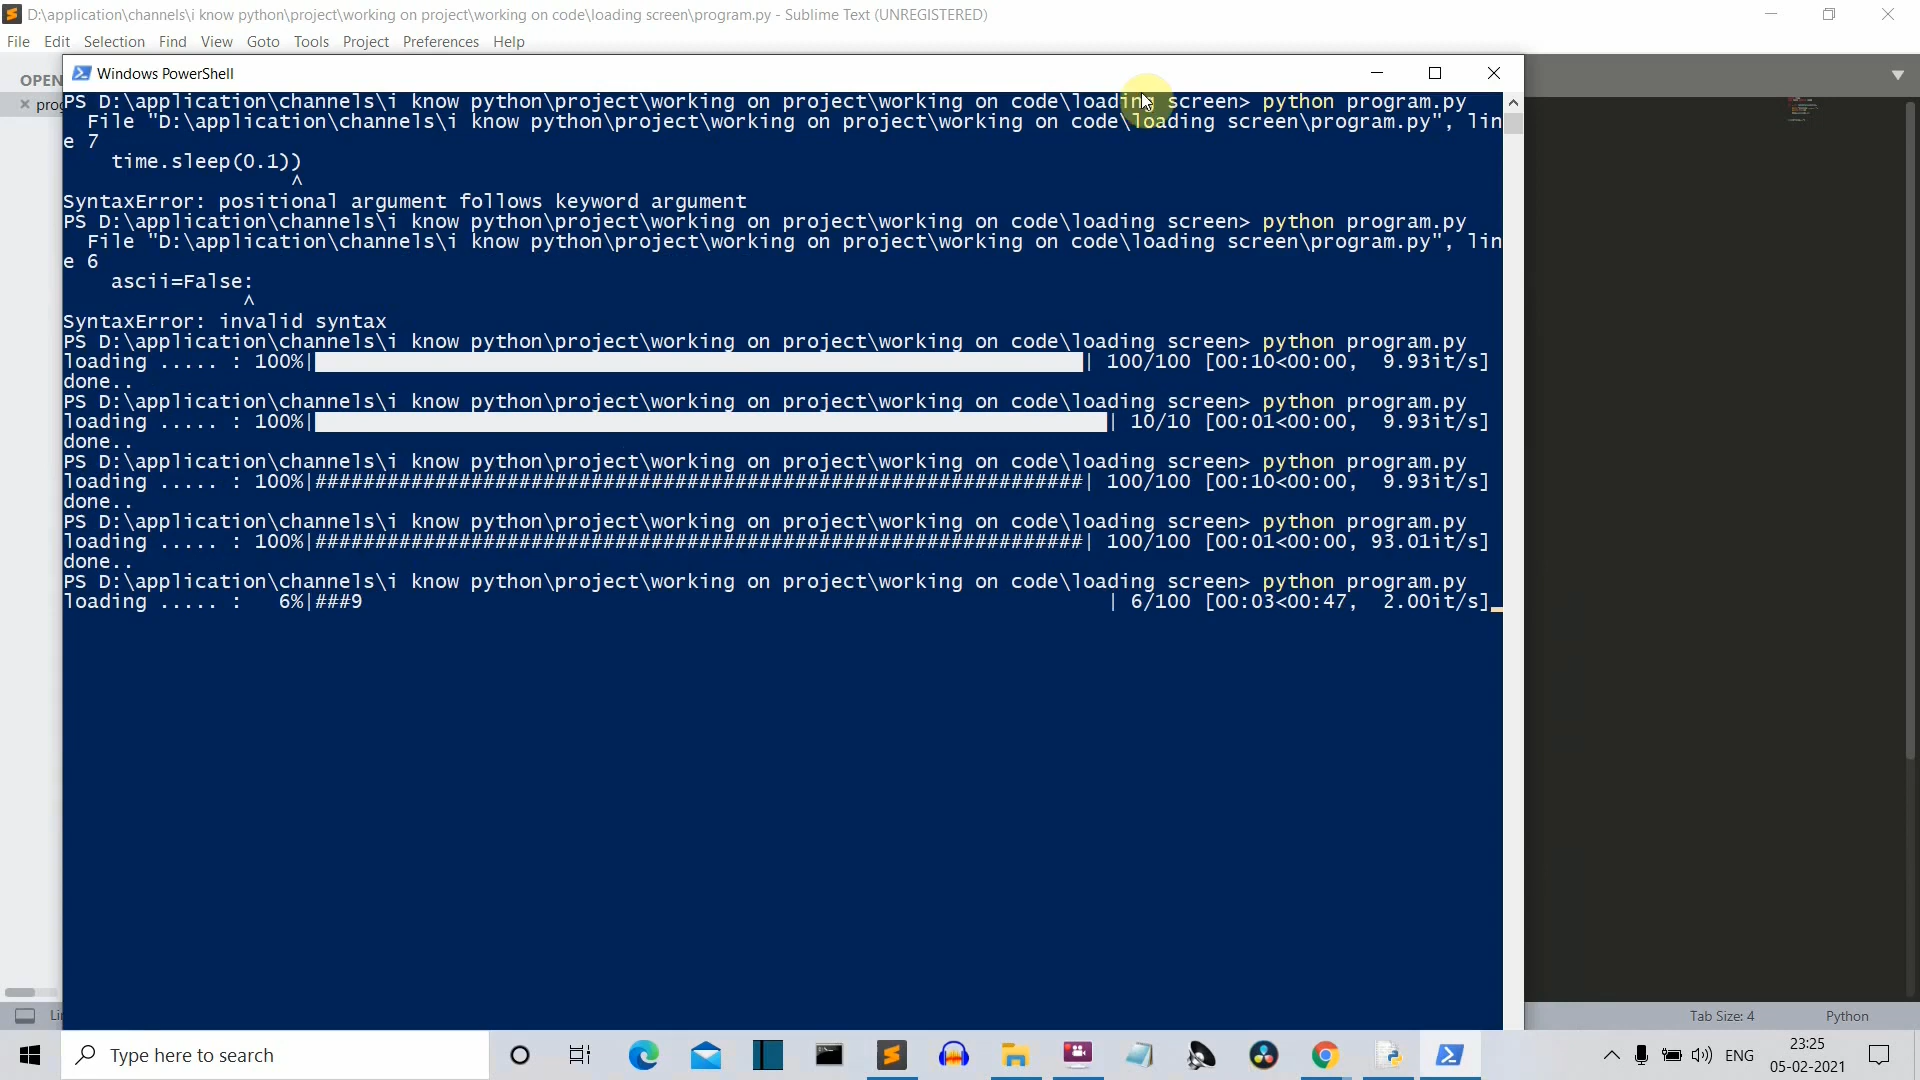 D:\application\channels\i know python\project\working on project\working on code\loading screen\program.py - Sublime Text (UNREGISTERED)
File Edit Selection Find View Goto Tools Project Preferences Help
Windows PowerShell
OPEN
prog
PS D:\application\channels\i know python\project\working on project\working on code\loading screen> python program.py
File "D:\application\channels\i know python\project\working on project\working on code\loading screen\program.py", lin
e 7
time.sleep(0.1))
^
SyntaxError: positional argument follows keyword argument
PS D:\application\channels\i know python\project\working on project\working on code\loading screen> python program.py
File "D:\application\channels\i know python\project\working on project\working on code\loading screen\program.py", lin
e 6
ascii=False:
^
SyntaxError: invalid syntax
PS D:\application\channels\i know python\project\working on project\working on code\loading screen> python program.py
loading ..... : 100%|████████████████████████████████████████████████████████████████| 100/100 [00:10<00:00, 9.93it/s]
done..
PS D:\application\channels\i know python\project\working on project\working on code\loading screen> python program.py
loading ..... : 100%|██████████████████████████████████████████████████████████████████| 10/10 [00:01<00:00, 9.93it/s]
done..
PS D:\application\channels\i know python\project\working on project\working on code\loading screen> python program.py
loading ..... : 100%|################################################################| 100/100 [00:10<00:00, 9.93it/s]
done..
PS D:\application\channels\i know python\project\working on project\working on code\loading screen> python program.py
loading ..... : 100%|################################################################| 100/100 [00:01<00:00, 93.01it/s]
done..
PS D:\application\channels\i know python\project\working on project\working on code\loading screen> python program.py
loading ..... : 6%|###9 | 6/100 [00:03<00:47, 2.00it/s]
Tab Size: 4 Python
Type here to search
ENG
23:25
05-02-2021